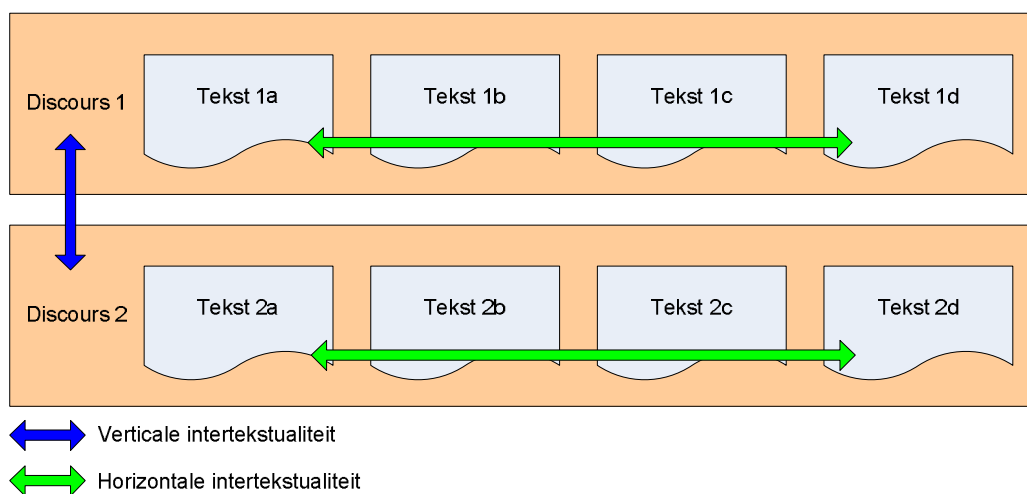 Tekst 1a
Tekst 1b
Tekst 1c
Tekst 1d
Discours 1
Tekst 2a
Tekst 2b
Tekst 2c
Tekst 2d
Discours 2
Verticale intertekstualiteit
Horizontale intertekstualiteit